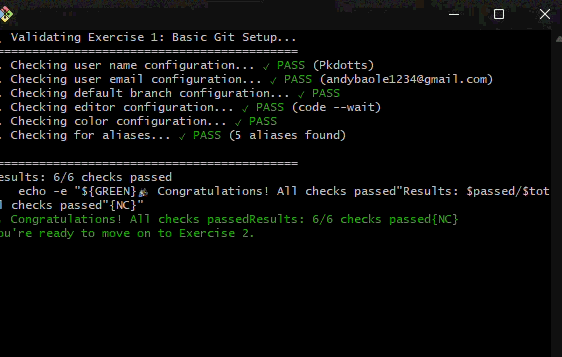 Validating Exercise 1: Basic Git Setup...
==========================================
. Checking user name configuration... ✓ PASS (Pkdotts)
. Checking user email configuration... ✓ PASS (andybaole1234@gmail.com)
. Checking default branch configuration... ✓ PASS
. Checking editor configuration... ✓ PASS (code --wait)
. Checking color configuration... ✓ PASS
. Checking for aliases... ✓ PASS (5 aliases found)
==========================================
esults: 6/6 checks passed
echo -e "${GREEN}🎉 Congratulations! All checks passed"Results: $passed/$tot
l checks passed"{NC}"
Congratulations! All checks passedResults: 6/6 checks passed{NC}
ou're ready to move on to Exercise 2.